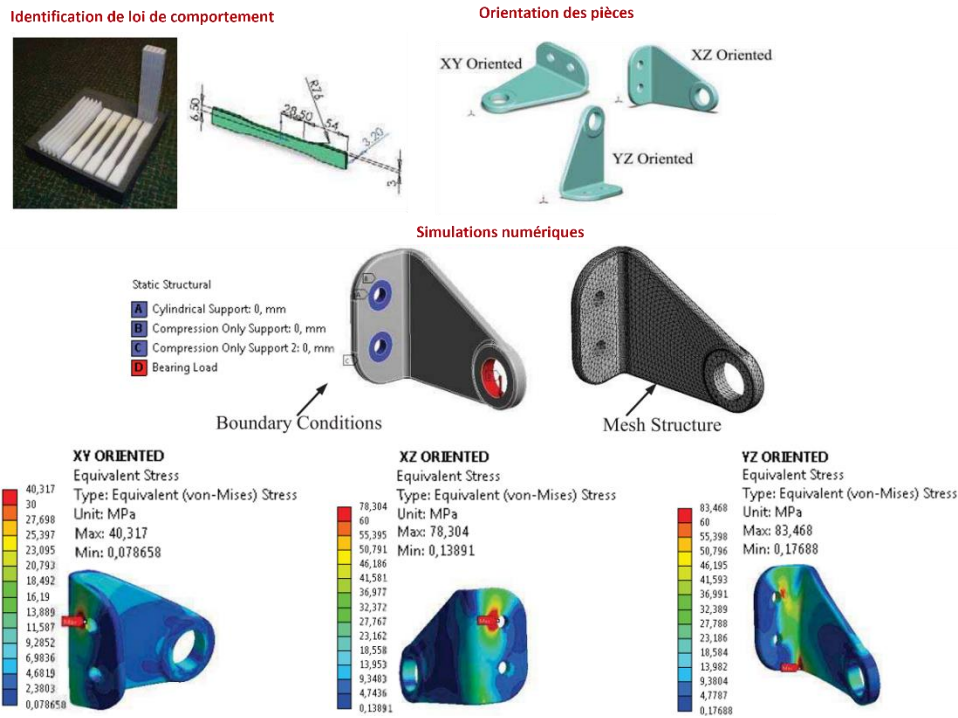 Identification de loi de comportement
Orientation des pièces
6.50
28.50
R76
54
3.20
3
XY Oriented
XZ Oriented
YZ Oriented
Simulations numériques
Static Structural
A Cylindrical Support: 0, mm
B Compression Only Support: 0, mm
C Compression Only Support 2: 0, mm
D Bearing Load
B
A
C
Boundary Conditions
Mesh Structure
XY ORIENTED
Equivalent Stress
Type: Equivalent (von-Mises) Stress
Unit: MPa
Max: 40,317
Min: 0,078658
40,317
30
27,698
25,397
23,095
20,793
18,492
16,19
13,889
11,587
9,2852
6,9836
4,6819
2,3803
0,078658
Max
XZ ORIENTED
Equivalent Stress
Type: Equivalent (von-Mises) Stress
Unit: MPa
Max: 78,304
Min: 0,13891
78,304
60
55,395
50,791
46,186
41,581
36,977
32,372
27,767
23,162
18,558
13,953
9,3483
4,7436
0,13891
Max
YZ ORIENTED
Equivalent Stress
Type: Equivalent (von-Mises) Stress
Unit: MPa
Max: 83,468
Min: 0,17688
83,468
60
55,398
50,796
46,195
41,593
36,991
32,389
27,788
23,186
18,584
13,982
9,3804
4,7787
0,17688
Max